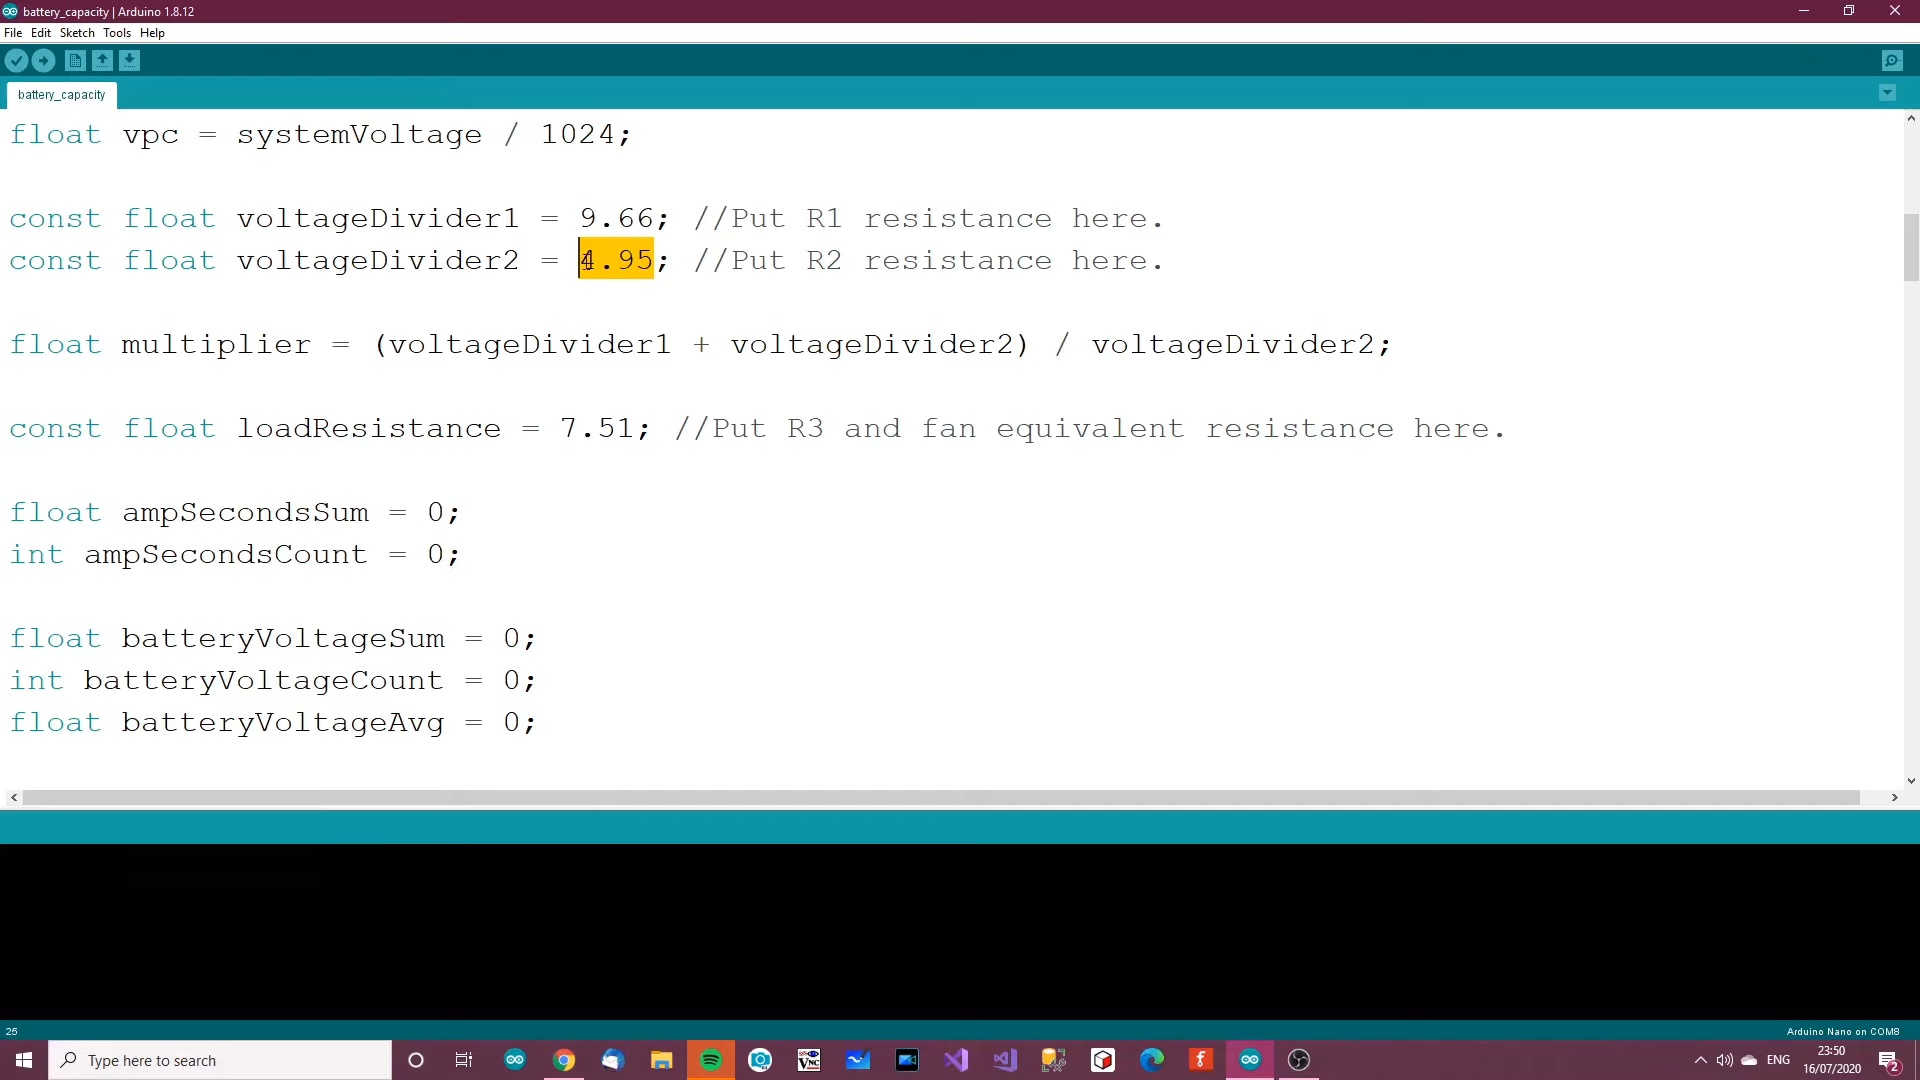 battery_capacity | Arduino 1.8.12
File Edit Sketch Tools Help
battery_capacity
float vpc = systemVoltage / 1024;
const float voltageDivider1 = 9.66; //Put R1 resistance here.
const float voltageDivider2 = 4.95; //Put R2 resistance here.
float multiplier = (voltageDivider1 + voltageDivider2) / voltageDivider2;
const float loadResistance = 7.51; //Put R3 and fan equivalent resistance here.
float ampSecondsSum = 0;
int ampSecondsCount = 0;
float batteryVoltageSum = 0;
int batteryVoltageCount = 0;
float batteryVoltageAvg = 0;
25
Arduino Nano on COM8
Type here to search
ENG
23:50
16/07/2020
2